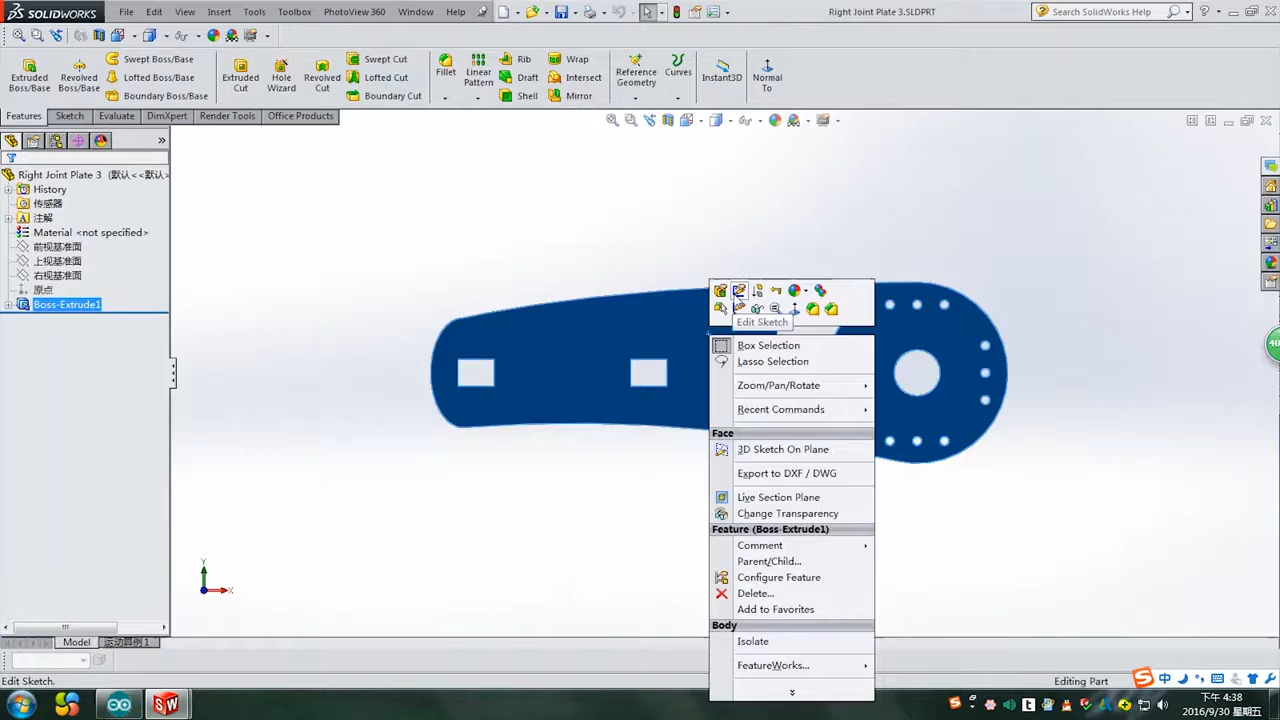 SOLIDWORKS File Edit View Insert Tools Toolbox PhotoView 360 Window Help Right Joint Plate 3.SLDPRT Search SolidWorks Help
Extruded Boss/Base
Revolved Boss/Base
Swept Boss/Base
Lofted Boss/Base
Boundary Boss/Base
Extruded Cut
Hole Wizard
Revolved Cut
Swept Cut
Lofted Cut
Boundary Cut
Fillet
Linear Pattern
Rib
Draft
Shell
Wrap
Intersect
Mirror
Reference Geometry
Curves
Instant3D
Normal To
Features Sketch Evaluate DimXpert Render Tools Office Products
Right Joint Plate 3 (默认<<默认>
History
传感器
注解
Material <not specified>
前视基准面
上视基准面
右视基准面
原点
Boss-Extrude1
Edit Sketch
Box Selection
Lasso Selection
Zoom/Pan/Rotate
Recent Commands
Face
3D Sketch On Plane
Export to DXF / DWG
Live Section Plane
Change Transparency
Feature (Boss-Extrude1)
Comment
Parent/Child...
Configure Feature
Delete...
Add to Favorites
Body
Isolate
FeatureWorks...
40
Y
X
Model 运动算例 1
Edit Sketch.
Editing Part
中
下午 4:38
2016/9/30 星期五